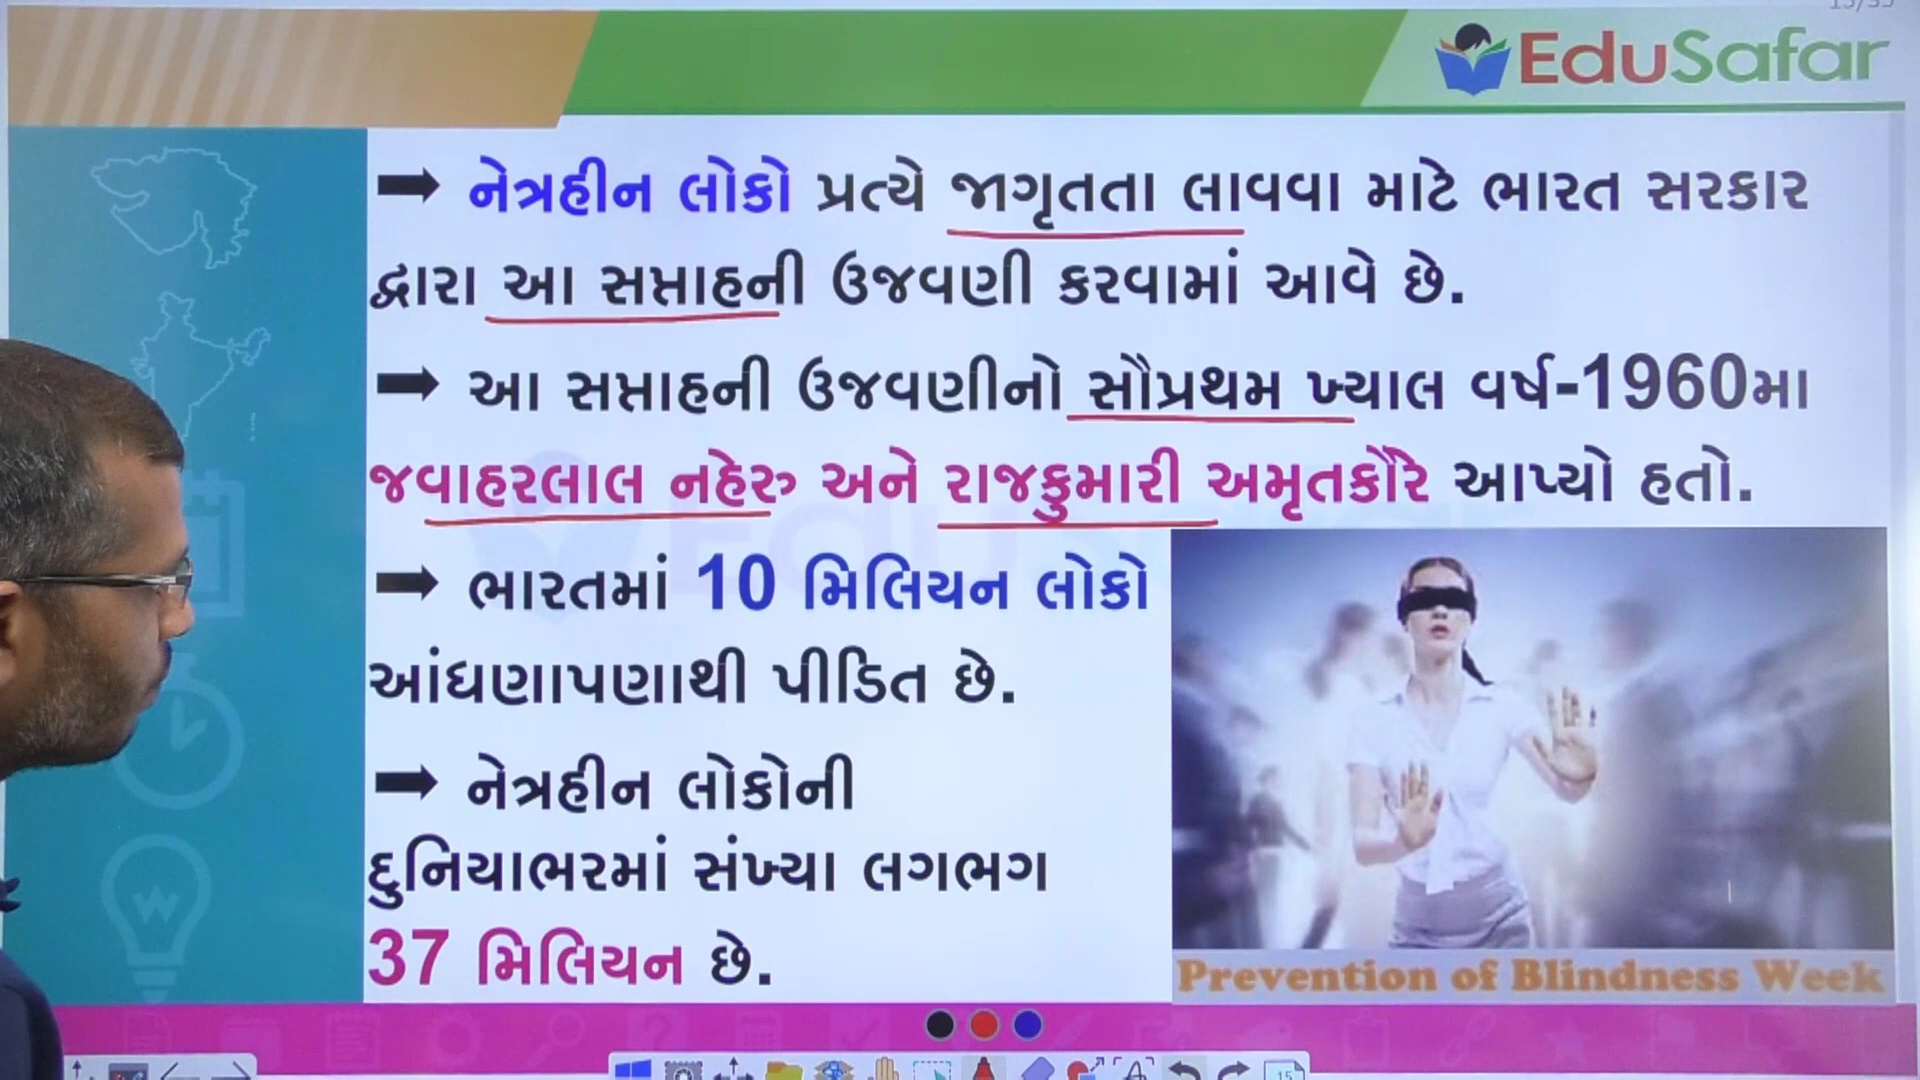 EduSafar
➡ નેત્રહીન લોકો પ્રત્યે જાગૃતતા લાવવા માટે ભારત સરકાર
દ્વારા આ સપ્તાહની ઉજવણી કરવામાં આવે છે.
➡ આ સપ્તાહની ઉજવણીનો સૌપ્રથમ ખ્યાલ વર્ષ-1960મા
જવાહરલાલ નહેરુ અને રાજકુમારી અમૃતકૌરે આપ્યો હતો.
➡ ભારતમાં 10 મિલિયન લોકો
આંધણાપણાથી પીડિત છે.
➡ નેત્રહીન લોકોની
દુનિયાભરમાં સંખ્યા લગભગ
37 મિલિયન છે.
Prevention of Blindness Week
15